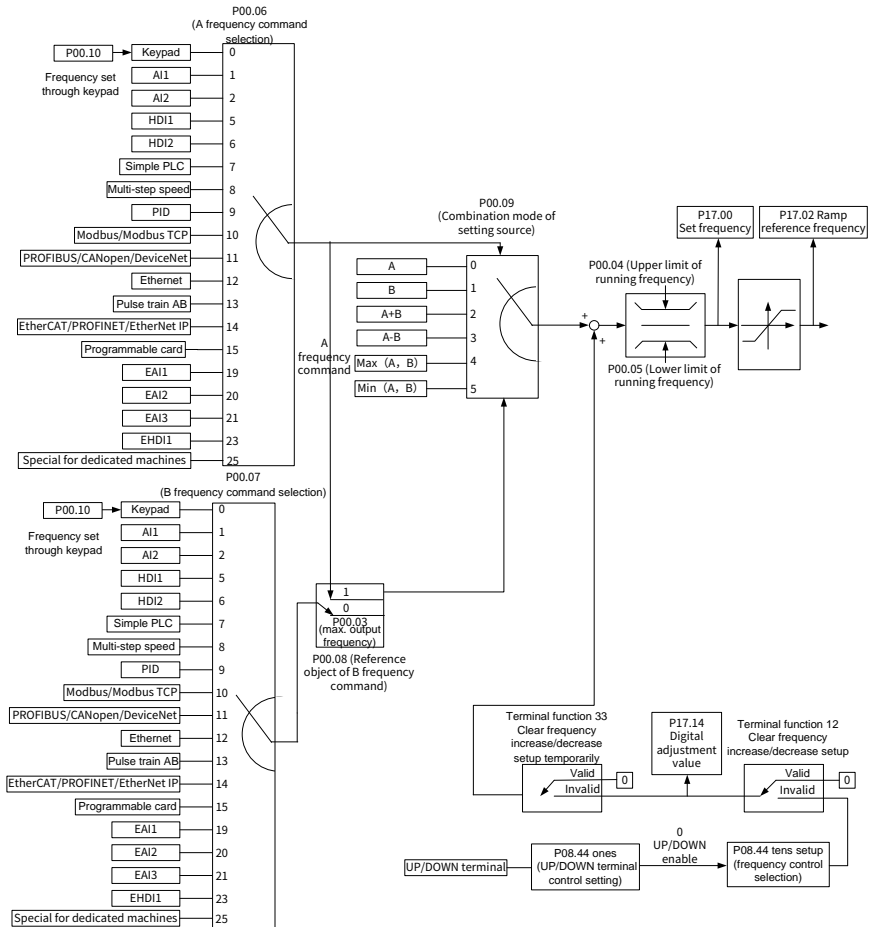 P00.06
(A frequency command
selection)
P00.10
Keypad
0
Frequency set
through keypad
AI1
1
AI2
2
HDI1
5
HDI2
6
Simple PLC
7
Multi-step speed
8
PID
9
Modbus/Modbus TCP
10
PROFIBUS/CANopen/DeviceNet
11
Ethernet
12
Pulse train AB
13
EtherCAT/PROFINET/EtherNet IP
14
Programmable card
15
EAI1
19
EAI2
20
EAI3
21
EHDI1
23
Special for dedicated machines
25
A
frequency
command
P00.09
(Combination mode of
setting source)
A
0
B
1
A+B
2
A-B
3
Max（A，B）
4
Min（A，B）
5
+
+
P00.04 (Upper limit of
running frequency)
P00.05 (Lower limit of
running frequency)
P17.00
Set frequency
P17.02 Ramp
reference frequency
P00.07
(B frequency command selection)
P00.10
Keypad
0
Frequency set
through keypad
AI1
1
AI2
2
HDI1
5
HDI2
6
Simple PLC
7
Multi-step speed
8
PID
9
Modbus/Modbus TCP
10
PROFIBUS/CANopen/DeviceNet
11
Ethernet
12
Pulse train AB
13
EtherCAT/PROFINET/EtherNet IP
14
Programmable card
15
EAI1
19
EAI2
20
EAI3
21
EHDI1
23
Special for dedicated machines
25
1
0
P00.03
(max. output
frequency)
P00.08 (Reference
object of B frequency
command)
Terminal function 33
Clear frequency
increase/decrease
setup temporarily
Valid
Invalid
0
P17.14
Digital
adjustment
value
Terminal function 12
Clear frequency
increase/decrease setup
Valid
Invalid
0
UP/DOWN terminal
P08.44 ones
(UP/DOWN terminal
control setting)
0
UP/DOWN
enable
P08.44 tens setup
(frequency control
selection)